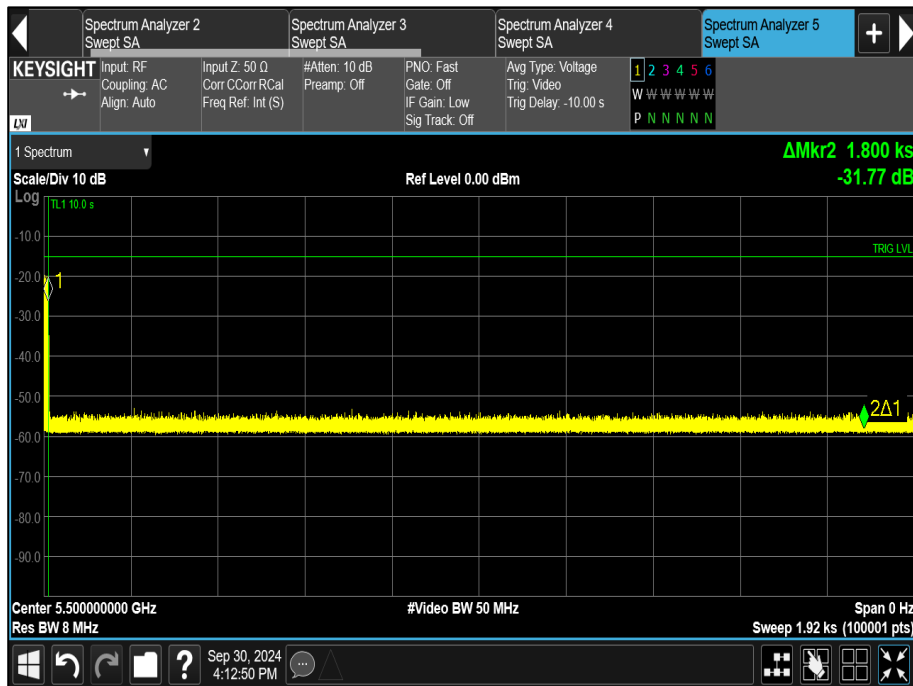 Spectrum Analyzer 2
Swept SA
Spectrum Analyzer 3
Swept SA
Spectrum Analyzer 4
Swept SA
Spectrum Analyzer 5
Swept SA
+
KEYSIGHT
LXI
Input: RF
Coupling: AC
Align: Auto
Input Z: 50 Ω
Corr CCorr RCal
Freq Ref: Int (S)
#Atten: 10 dB
Preamp: Off
PNO: Fast
Gate: Off
IF Gain: Low
Sig Track: Off
Avg Type: Voltage
Trig: Video
Trig Delay: -10.00 s
1 2 3 4 5 6
W W W W W W
P N N N N N
1 Spectrum
ΔMkr2 1.800 ks
-31.77 dB
Scale/Div 10 dB
Ref Level 0.00 dBm
Log
TL1 10.0 s
-10.0
TRIG LVL
-20.0
1
-30.0
-40.0
-50.0
2Δ1
-60.0
-70.0
-80.0
-90.0
Center 5.500000000 GHz
#Video BW 50 MHz
Span 0 Hz
Res BW 8 MHz
Sweep 1.92 ks (100001 pts)
?
Sep 30, 2024
4:12:50 PM